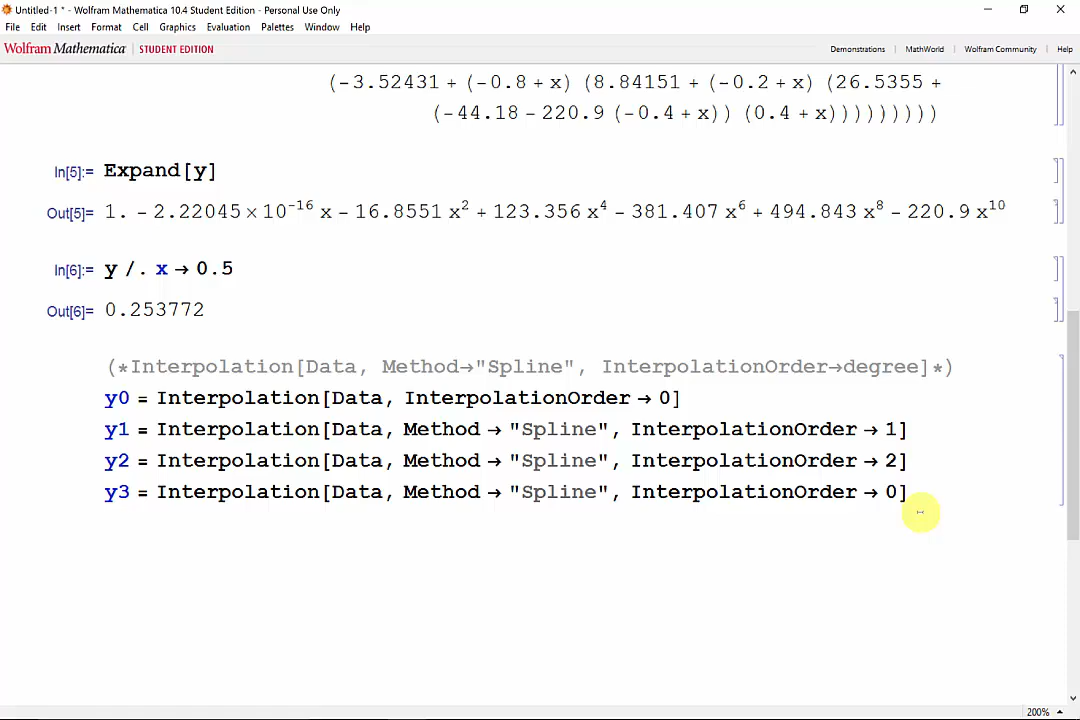 Untitled-1 * - Wolfram Mathematica 10.4 Student Edition - Personal Use Only
File Edit Insert Format Cell Graphics Evaluation Palettes Window Help
Wolfram Mathematica | STUDENT EDITION Demonstrations | MathWorld | Wolfram Community | Help
(-3.52431 + (-0.8 + x) (8.84151 + (-0.2 + x) (26.5355 +
(-44.18 - 220.9 (-0.4 + x)) (0.4 + x)))))))))
In[5]:= Expand[y]
Out[5]= 1. - 2.22045 × 10^-16 x - 16.8551 x^2 + 123.356 x^4 - 381.407 x^6 + 494.843 x^8 - 220.9 x^10
In[6]:= y /. x → 0.5
Out[6]= 0.253772
(*Interpolation[Data, Method→"Spline", InterpolationOrder→degree]*)
y0 = Interpolation[Data, InterpolationOrder → 0]
y1 = Interpolation[Data, Method → "Spline", InterpolationOrder → 1]
y2 = Interpolation[Data, Method → "Spline", InterpolationOrder → 2]
y3 = Interpolation[Data, Method → "Spline", InterpolationOrder → 0]
200%